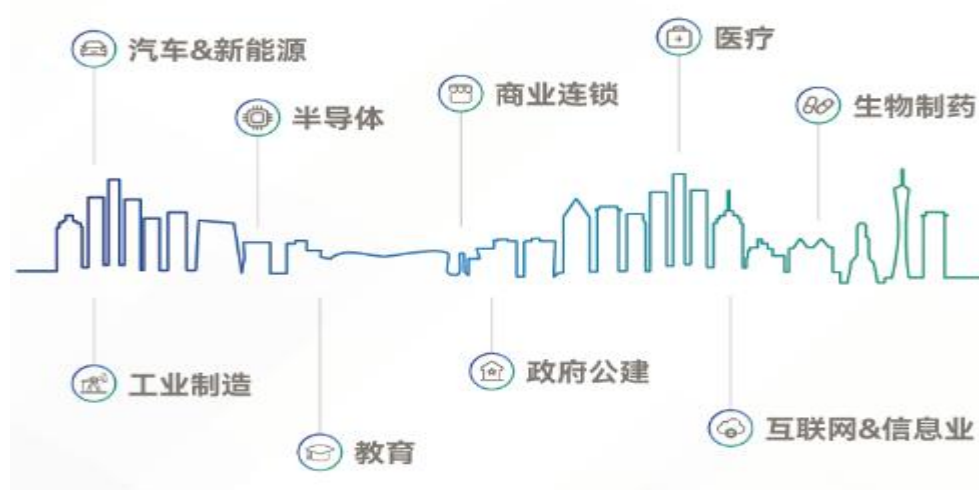 汽车&新能源
医疗
商业连锁
生物制药
半导体
政府公建
工业制造
互联网&信息业
教育